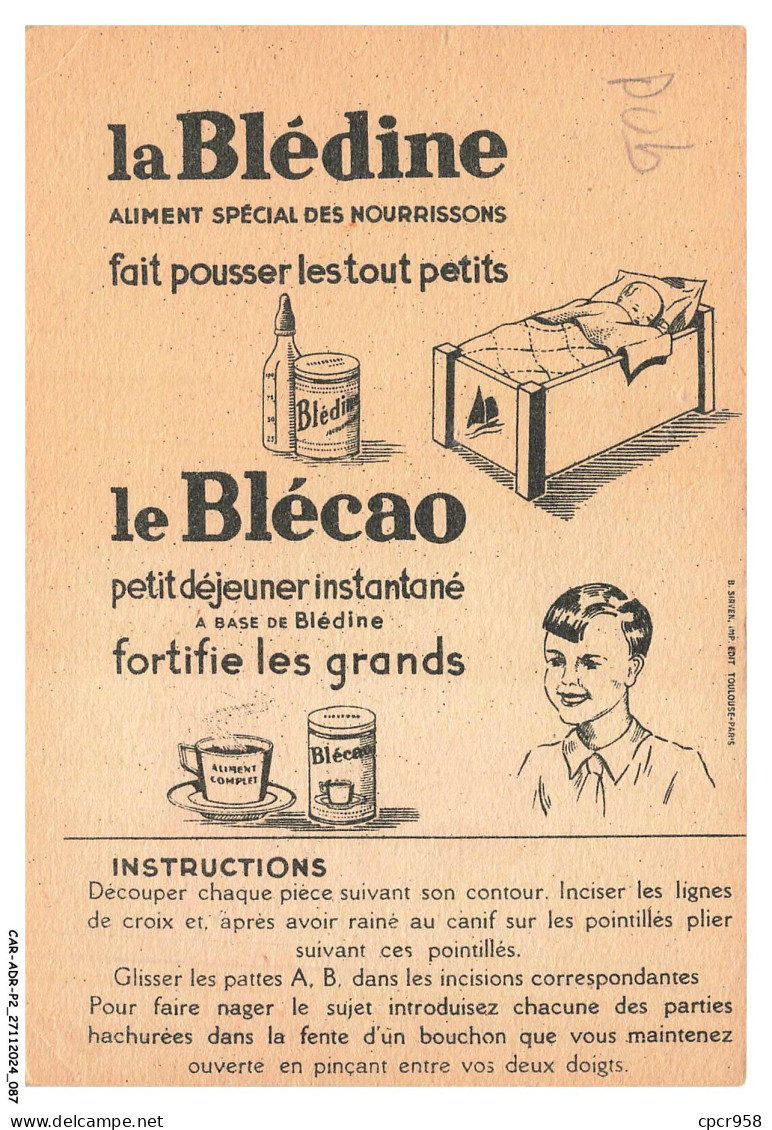 pub
la Blédine
ALIMENT SPÉCIAL DES NOURRISSONS
fait pousser les tout petits
Blédine
le Blécao
petit déjeuner instantané
A BASE DE Blédine
fortifie les grands
B. SIRVEN, IMP. EDIT TOULOUSE-PARIS
ALIMENT
COMPLET
Blécao
INSTRUCTIONS
Découper chaque pièce suivant son contour. Inciser les lignes
de croix et, après avoir rainé au canif sur les pointillés plier
suivant ces pointillés.
Glisser les pattes A, B, dans les incisions correspondantes
Pour faire nager le sujet introduisez chacune des parties
hachurées dans la fente d'un bouchon que vous maintenez
ouverte en pinçant entre vos deux doigts.
CAR-ADR-P2_27112024_087
cpcr958